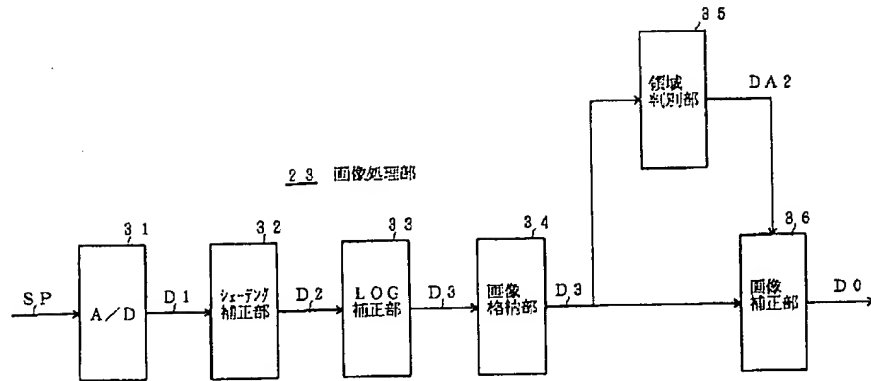 35
領域
判別部
DA2
23 画像処理部
31
32
33
34
36
SP
A/D
D1
シェーデング
補正部
D2
LOG
補正部
D3
画像
格納部
D3
画像
補正部
D0